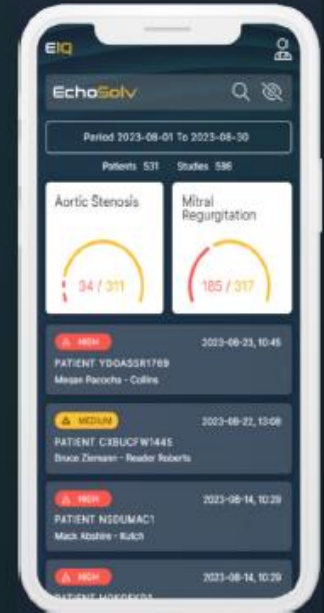 EIQ
EchoSolv
Period 2023-08-01 To 2023-08-30
Patients 531 Studies 596
Aortic Stenosis
Mitral
Regurgitation
34 / 311
185 / 317
HIGH 2023-08-23, 10:45
PATIENT
Megan Pacocha - Collins
MEDIUM 2023-08-22, 13:08
PATIENT CXBUCFW1445
Bruce Ziemann - Reader Roberts
HIGH 2023-08-14, 10:29
PATIENT NSDUMAC1
Mack Abshire - Kutch
HIGH 2023-08-14, 10:29
PATIENT